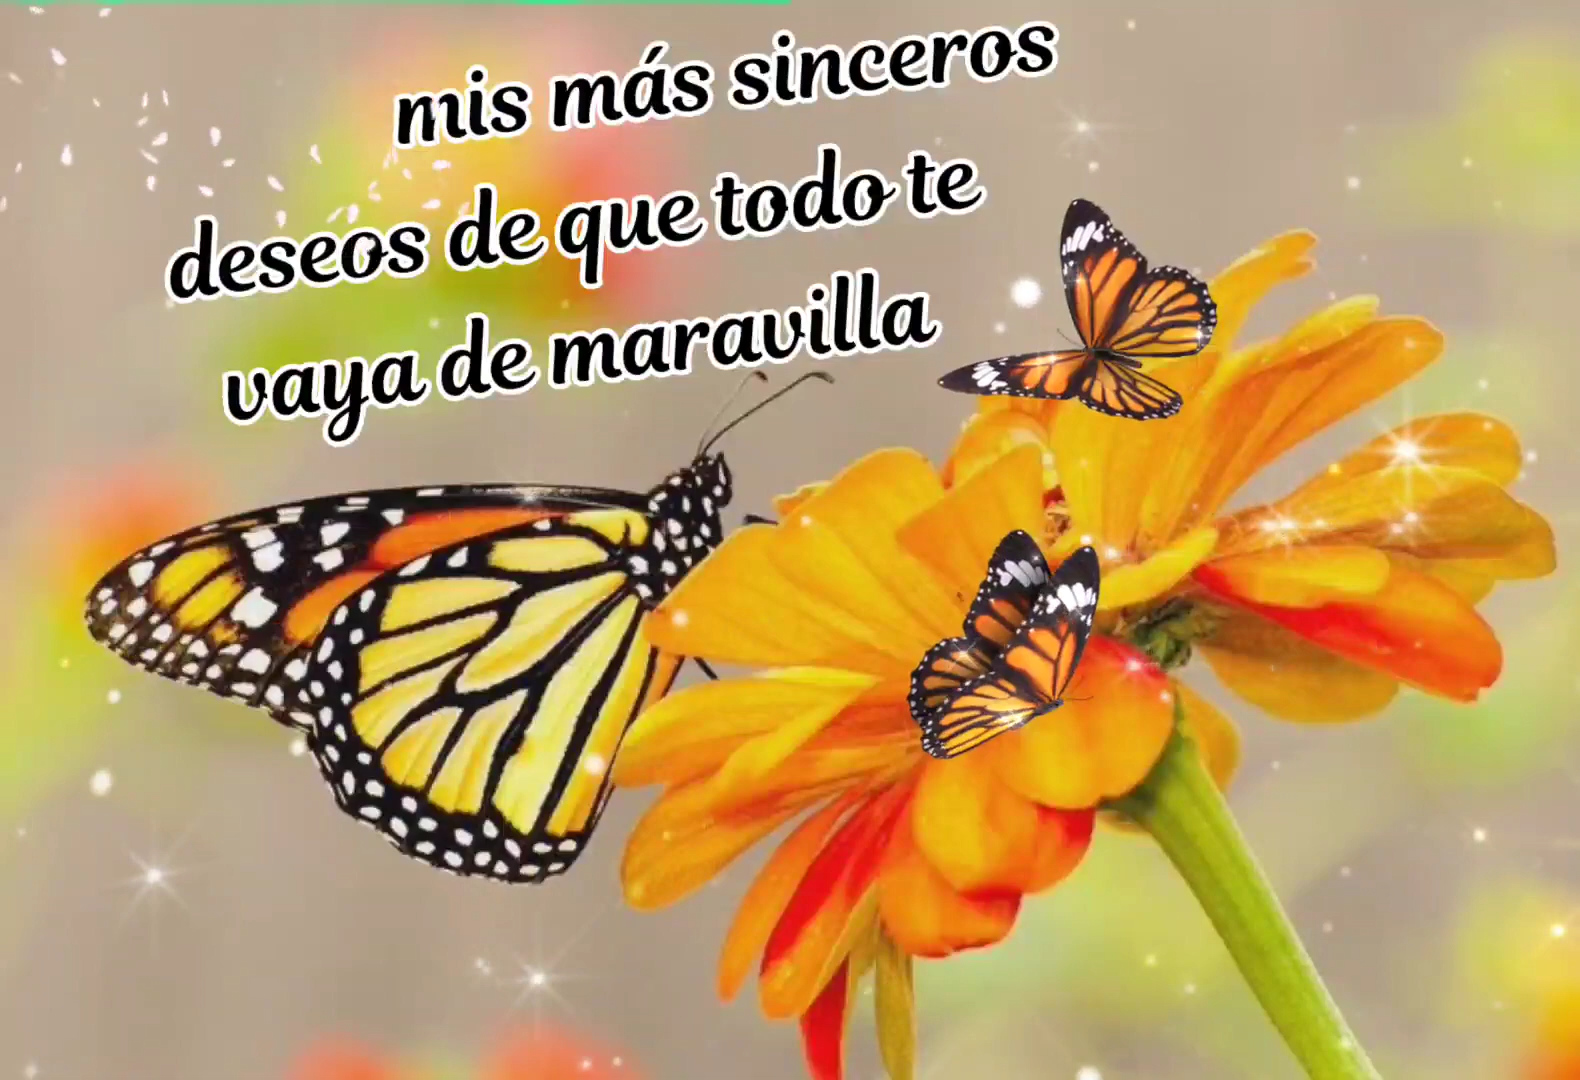 mis más sinceros
deseos de que todo te
vaya de maravilla